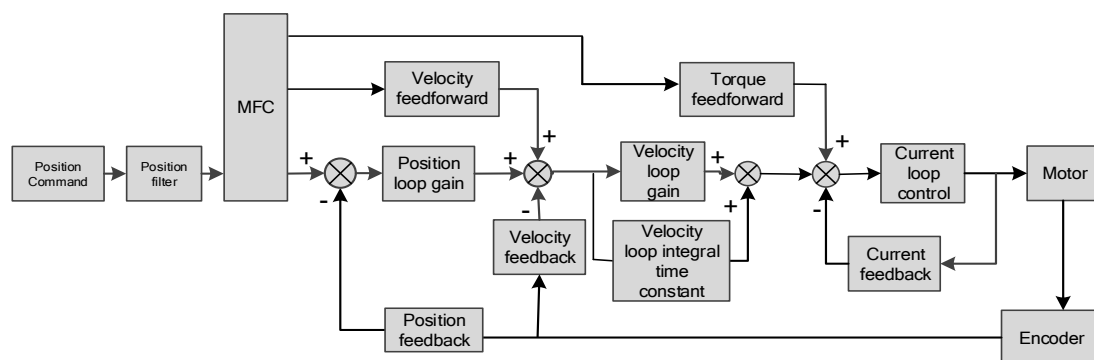 MFC
Velocity
feedforward
Torque
feedforward
+
+
Position
Command
Position
filter
+
-
Position
loop gain
+
-
Velocity
loop
gain
+
+
-
Current
loop
control
Motor
Velocity
feedback
Velocity
loop integral
time
constant
Current
feedback
Position
feedback
Encoder